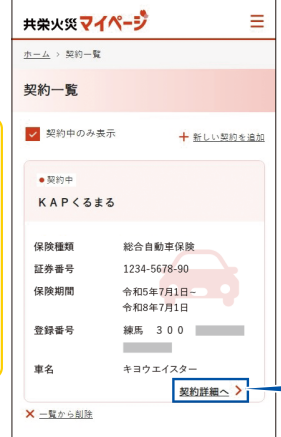 共栄火災マイページ
ホーム > 契約一覧
契約一覧
契約中のみ表示
+ 新しい契約を追加
●契約中
ＫＡＰくるまる
保険種類 総合自動車保険
証券番号 1234-5678-90
保険期間 令和5年7月1日~
令和8年7月1日
登録番号 練馬 ３００
車名 キヨウエイスター
契約詳細へ >
× 一覧から削除